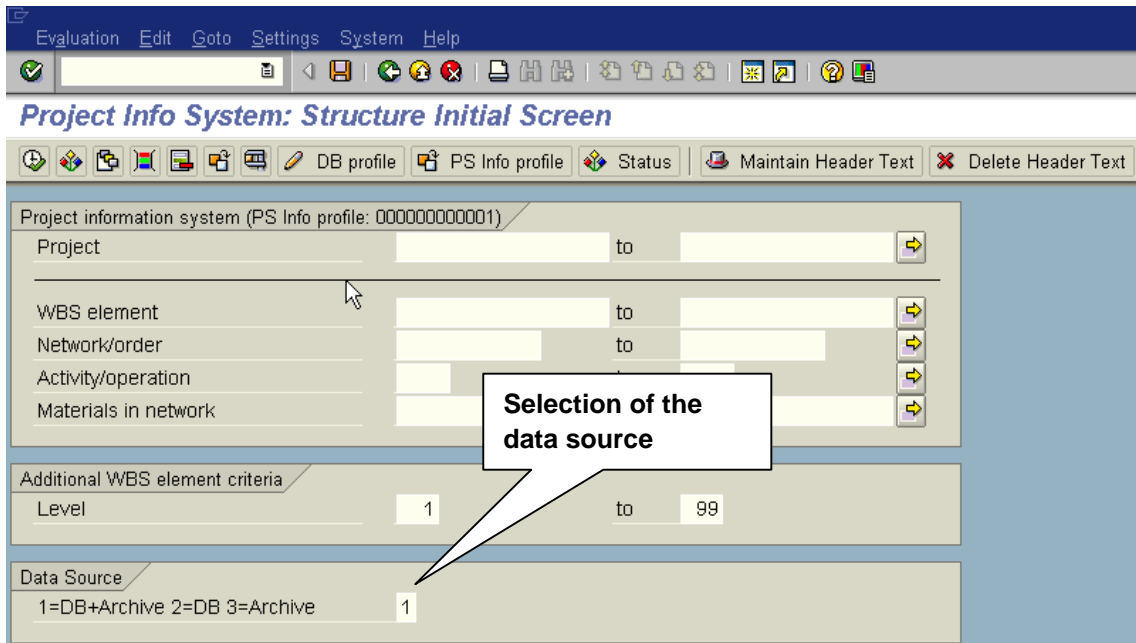 Evaluation Edit Goto Settings System Help
Project Info System: Structure Initial Screen
DB profile PS Info profile Status Maintain Header Text Delete Header Text
Project information system (PS Info profile: 000000000001)
Project to
WBS element to
Network/order to
Activity/operation
Materials in network
Selection of the
data source
Additional WBS element criteria
Level 1 to 99
Data Source
1=DB+Archive 2=DB 3=Archive 1